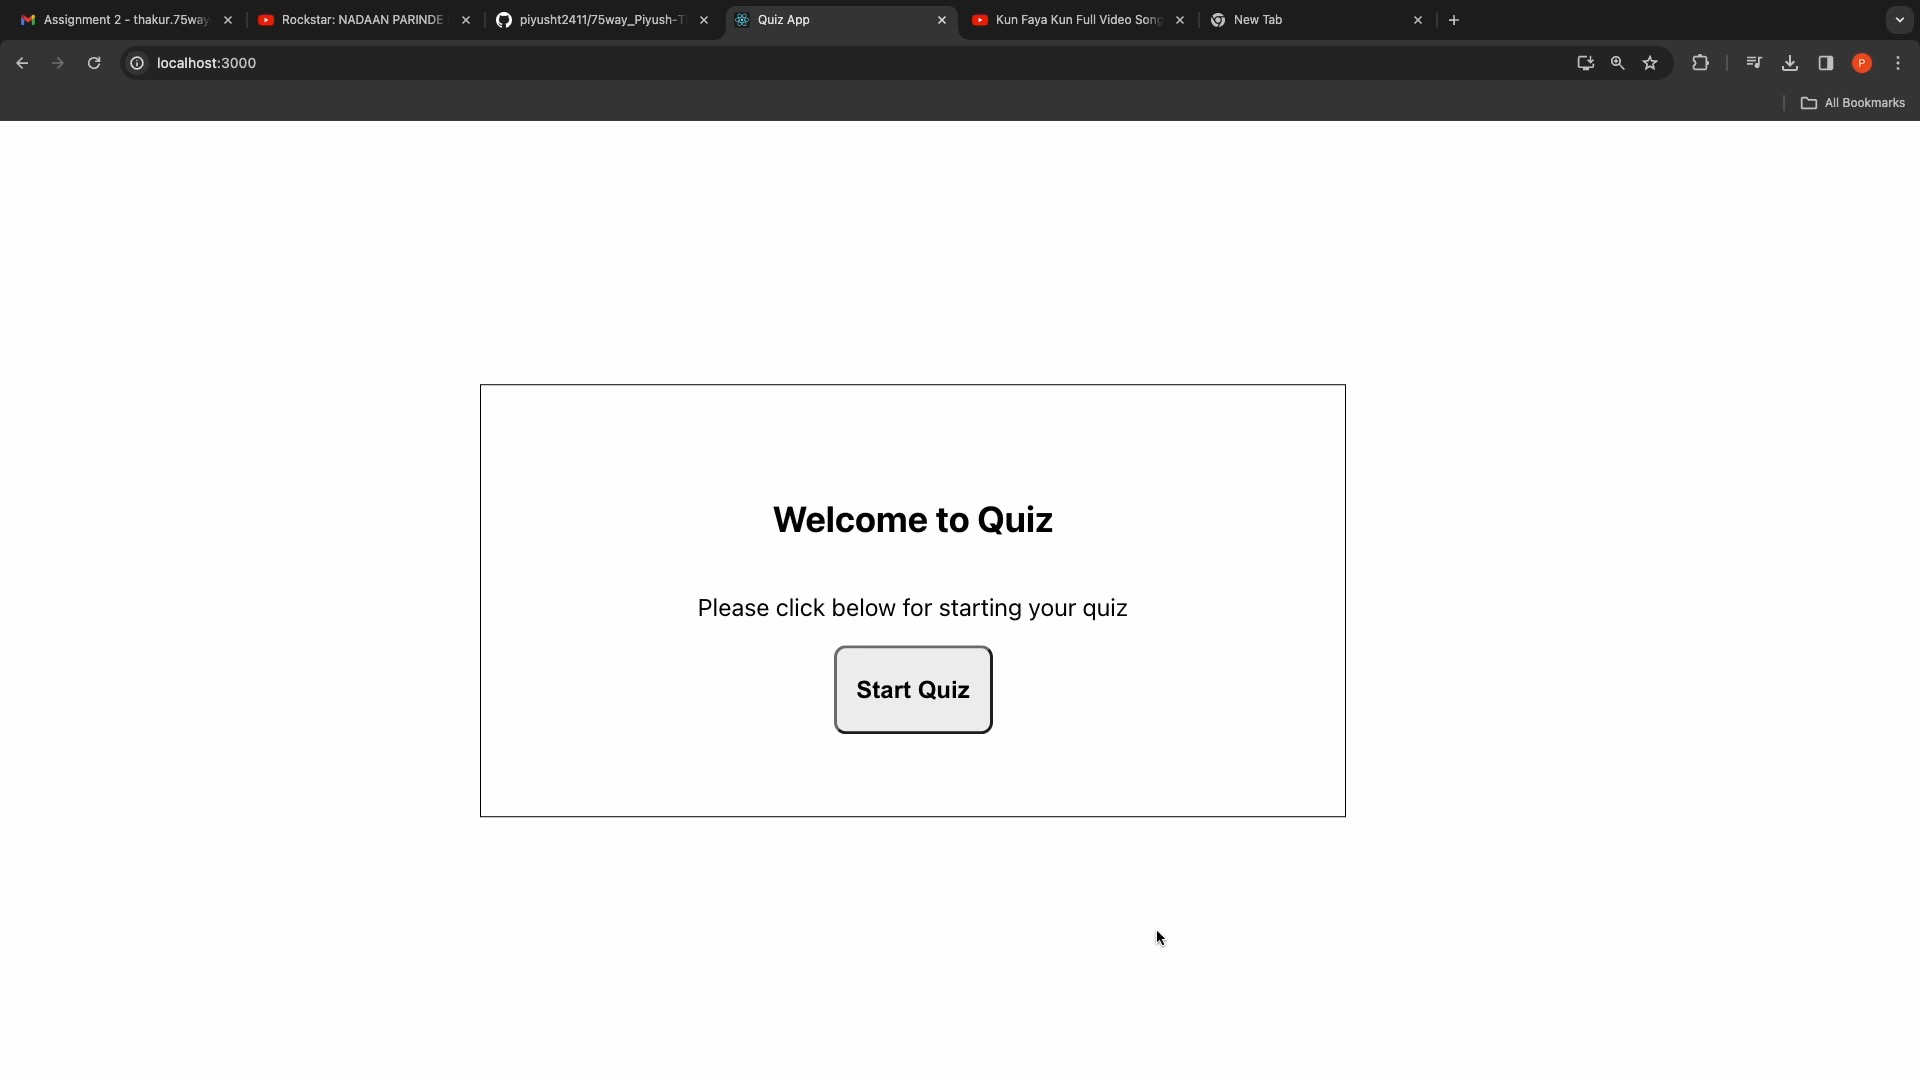 Assignment 2 - thakur.75way
Rockstar: NADAAN PARINDE
piyusht2411/75way_Piyush-T
Quiz App
Kun Faya Kun Full Video Song
New Tab
localhost:3000
P
All Bookmarks
Welcome to Quiz
Please click below for starting your quiz
Start Quiz